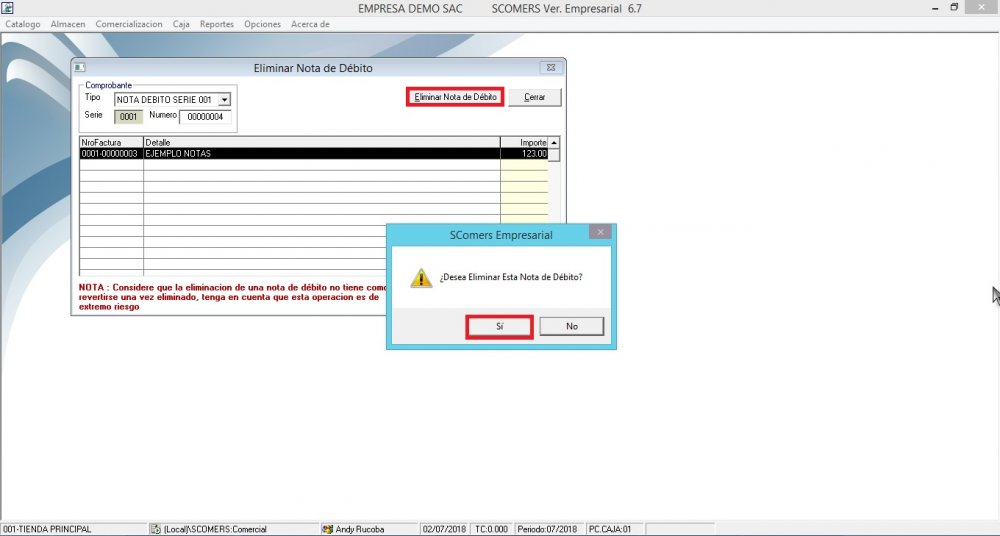 EMPRESA DEMO SAC SCOMERS Ver. Empresarial 6.7
Catalogo Almacen Comercializacion Caja Reportes Opciones Acerca de
Eliminar Nota de Débito
Comprobante
Tipo NOTA DEBITO SERIE 001
Eliminar Nota de Débito Cerrar
Serie 0001 Numero 00000004
NroFactura Detalle Importe
0001-00000003 EJEMPLO NOTAS 123.00
SComers Empresarial
¿Desea Eliminar Esta Nota de Débito?
Sí No
NOTA : Considere que la eliminacion de una nota de débito no tiene como
revertirse una vez eliminado, tenga en cuenta que esta operacion es de
extremo riesgo
001-TIENDA PRINCIPAL (Local)\SCOMERS:Comercial Andy Rucoba 02/07/2018 TC:0.000 Periodo:07/2018 PC.CAJA:01